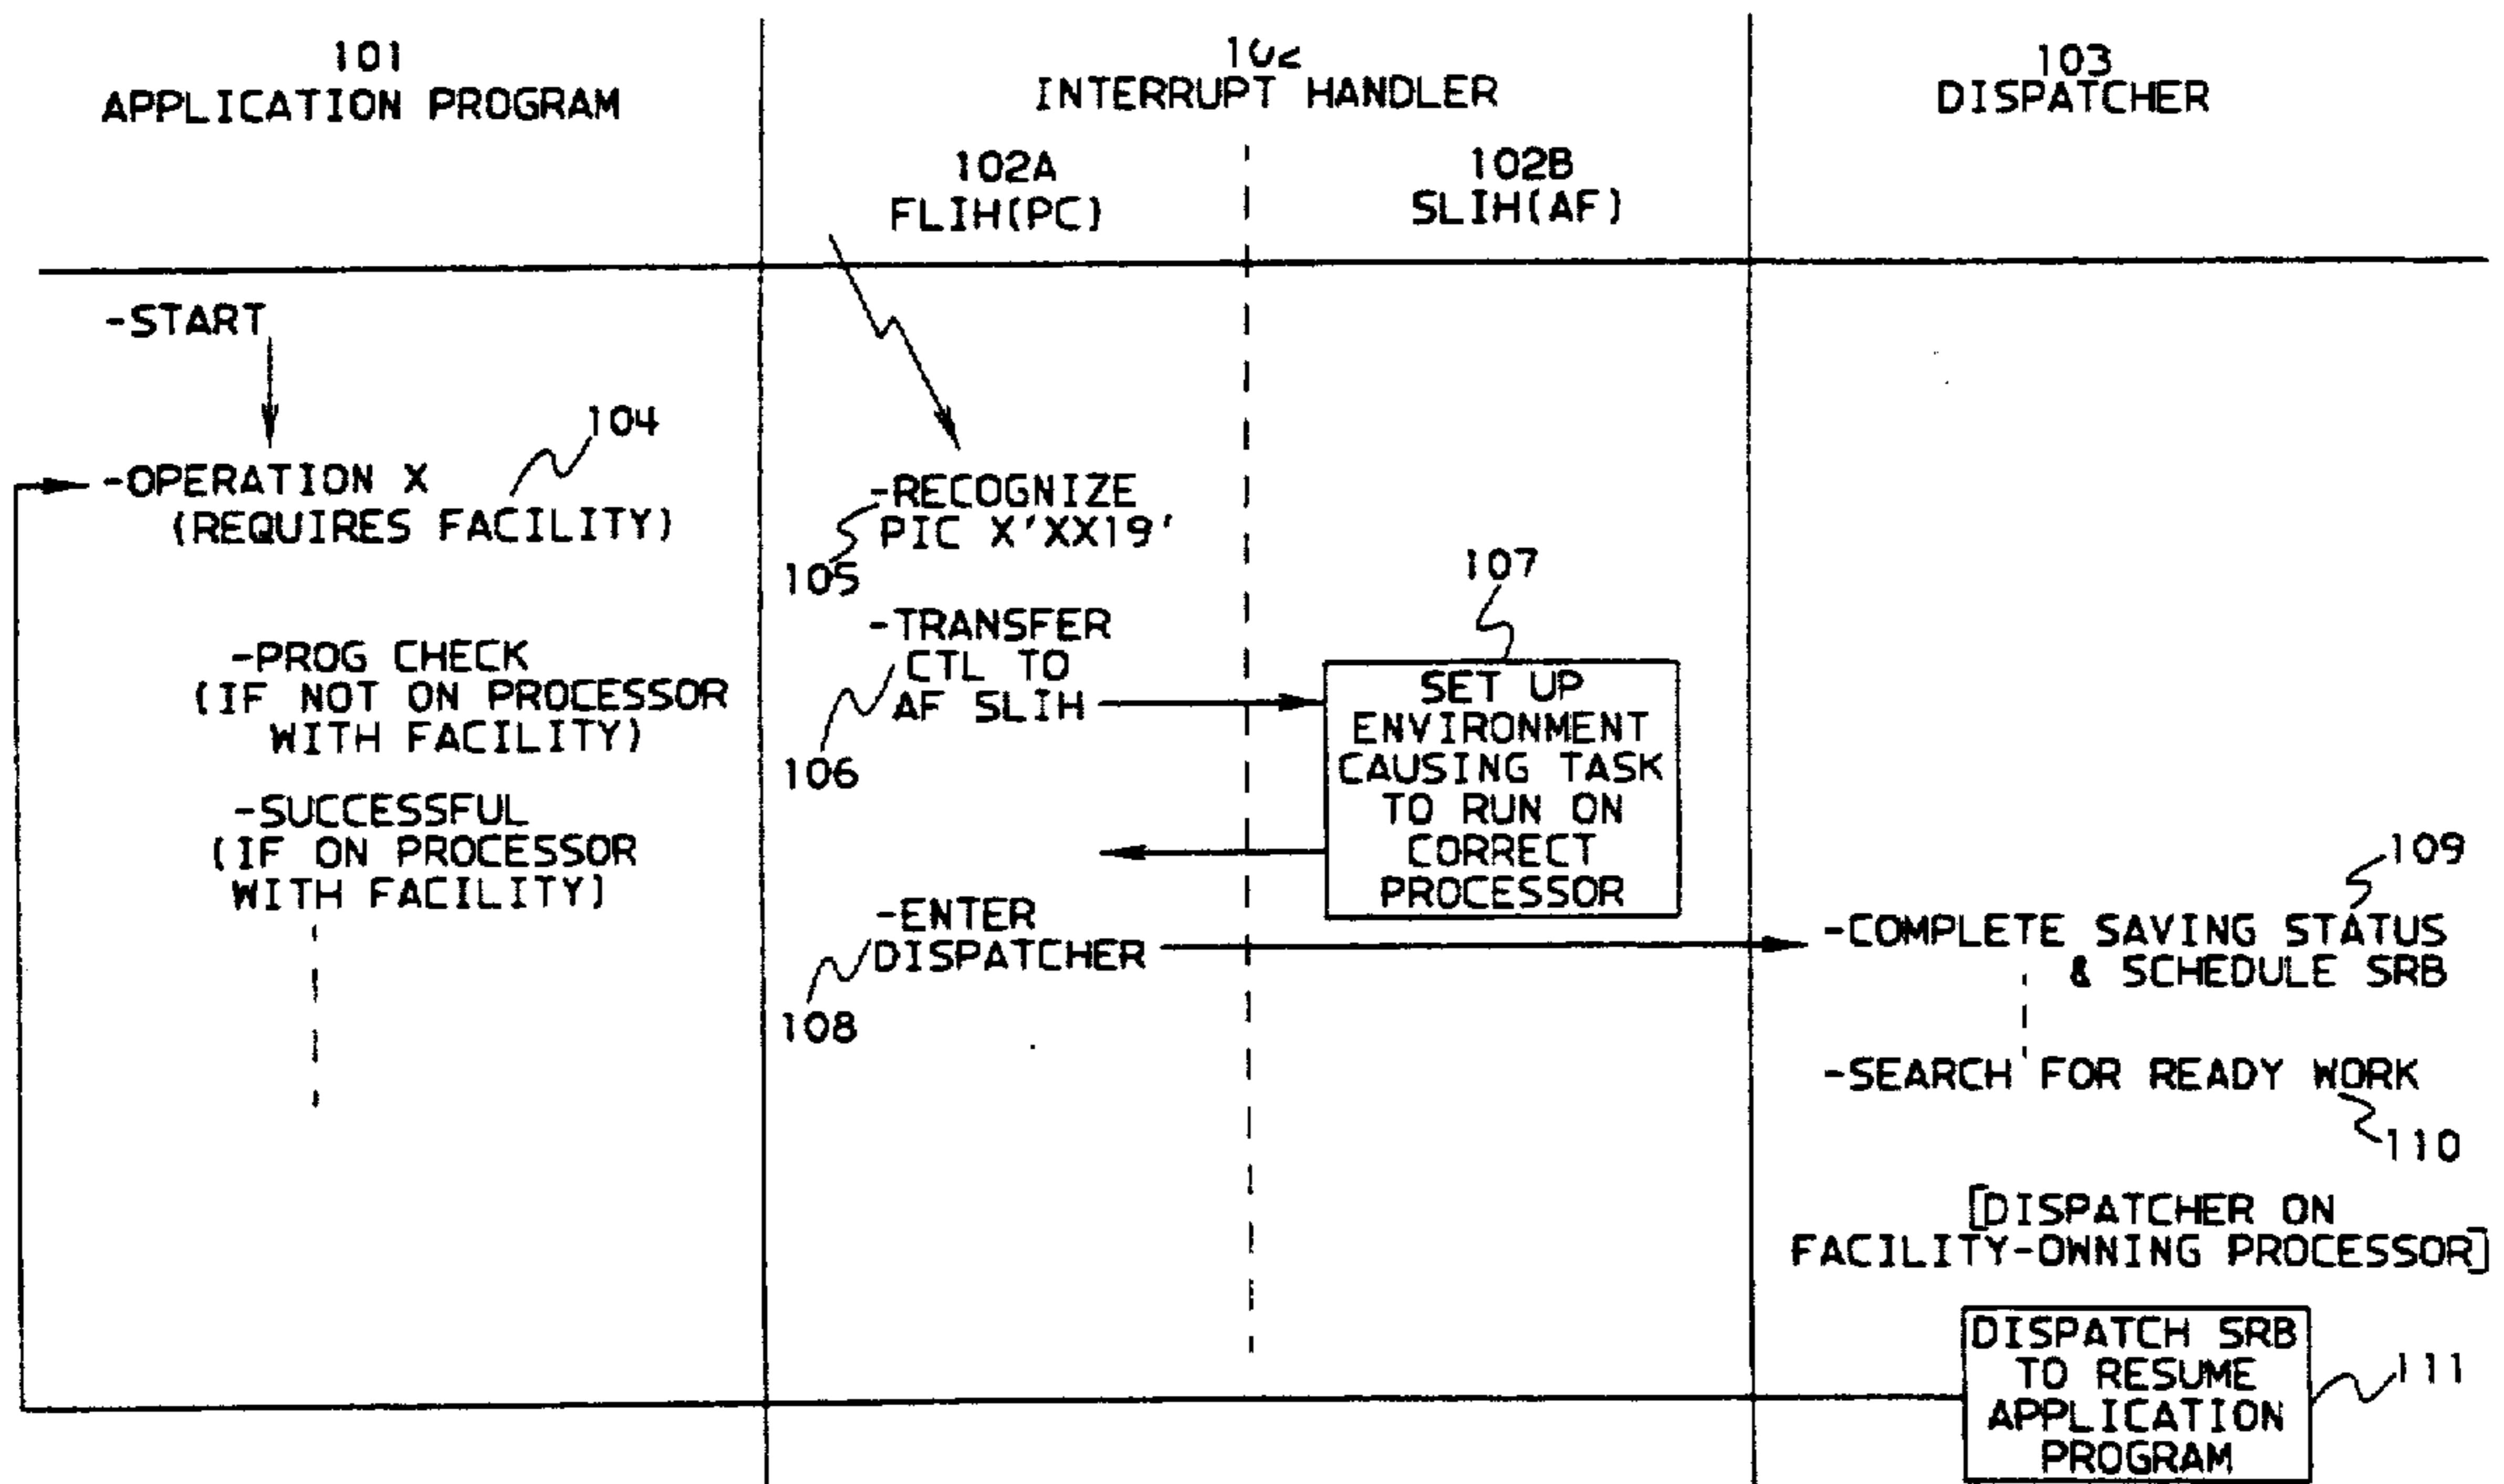 101
APPLICATION PROGRAM
102
INTERRUPT HANDLER
102A
FLIH(PC)
102B
SLIH(AF)
103
DISPATCHER
-START
104
-OPERATION X
(REQUIRES FACILITY)
-PROG CHECK
(IF NOT ON PROCESSOR
WITH FACILITY)
-SUCCESSFUL
(IF ON PROCESSOR
WITH FACILITY)
-RECOGNIZE
PIC X'XX19'
105
-TRANSFER
CTL TO
AF SLIH
106
107
SET UP
ENVIRONMENT
CAUSING TASK
TO RUN ON
CORRECT
PROCESSOR
-ENTER
DISPATCHER
108
109
-COMPLETE SAVING STATUS
& SCHEDULE SRB
-SEARCH FOR READY WORK
110
[DISPATCHER ON
FACILITY-OWNING PROCESSOR]
DISPATCH SRB
TO RESUME
APPLICATION
PROGRAM
111